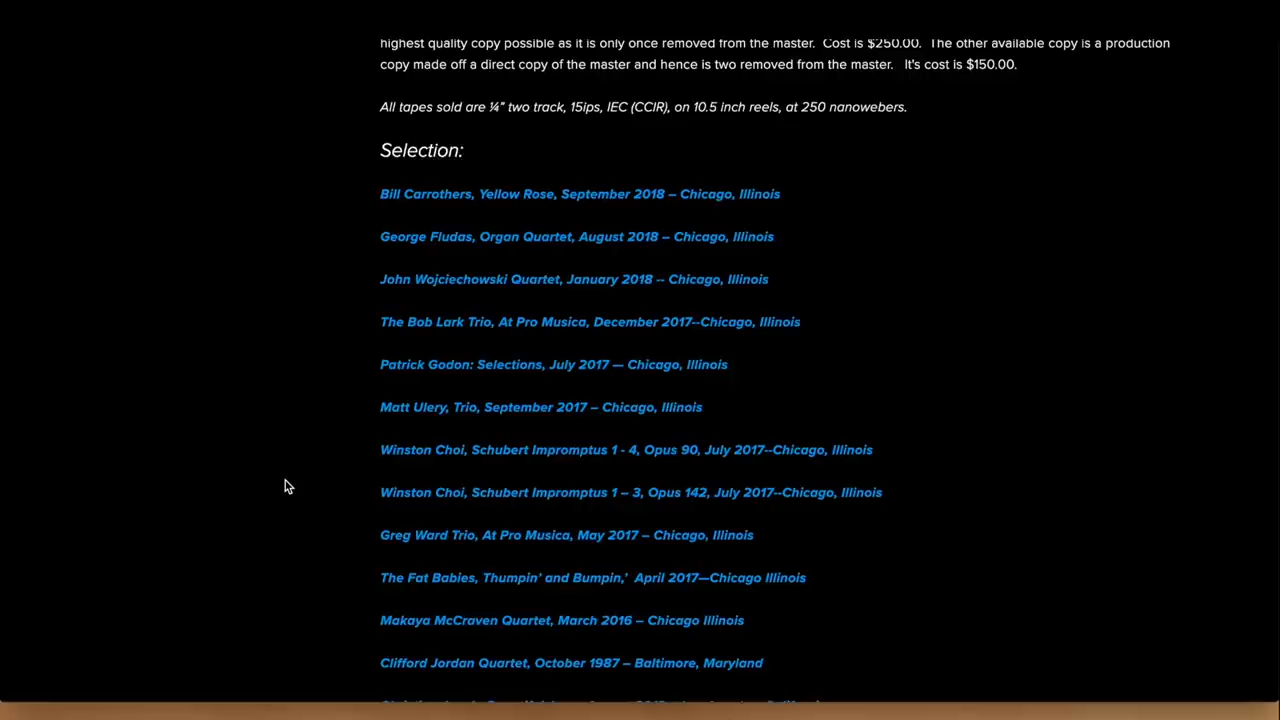 highest quality copy possible as it is only once removed from the master.  Cost is $250.00.  The other available copy is a production
copy made off a direct copy of the master and hence is two removed from the master.   It's cost is $150.00.
All tapes sold are ¼” two track, 15ips, IEC (CCIR), on 10.5 inch reels, at 250 nanowebers.
Selection:
Bill Carrothers, Yellow Rose, September 2018 – Chicago, Illinois
George Fludas, Organ Quartet, August 2018 – Chicago, Illinois
John Wojciechowski Quartet, January 2018 -- Chicago, Illinois
The Bob Lark Trio, At Pro Musica, December 2017--Chicago, Illinois
Patrick Godon: Selections, July 2017 — Chicago, Illinois
Matt Ulery, Trio, September 2017 – Chicago, Illinois
Winston Choi, Schubert Impromptus 1 - 4, Opus 90, July 2017--Chicago, Illinois
Winston Choi, Schubert Impromptus 1 – 3, Opus 142, July 2017--Chicago, Illinois
Greg Ward Trio, At Pro Musica, May 2017 – Chicago, Illinois
The Fat Babies, Thumpin’ and Bumpin,’  April 2017—Chicago Illinois
Makaya McCraven Quartet, March 2016 – Chicago Illinois
Clifford Jordan Quartet, October 1987 – Baltimore, Maryland